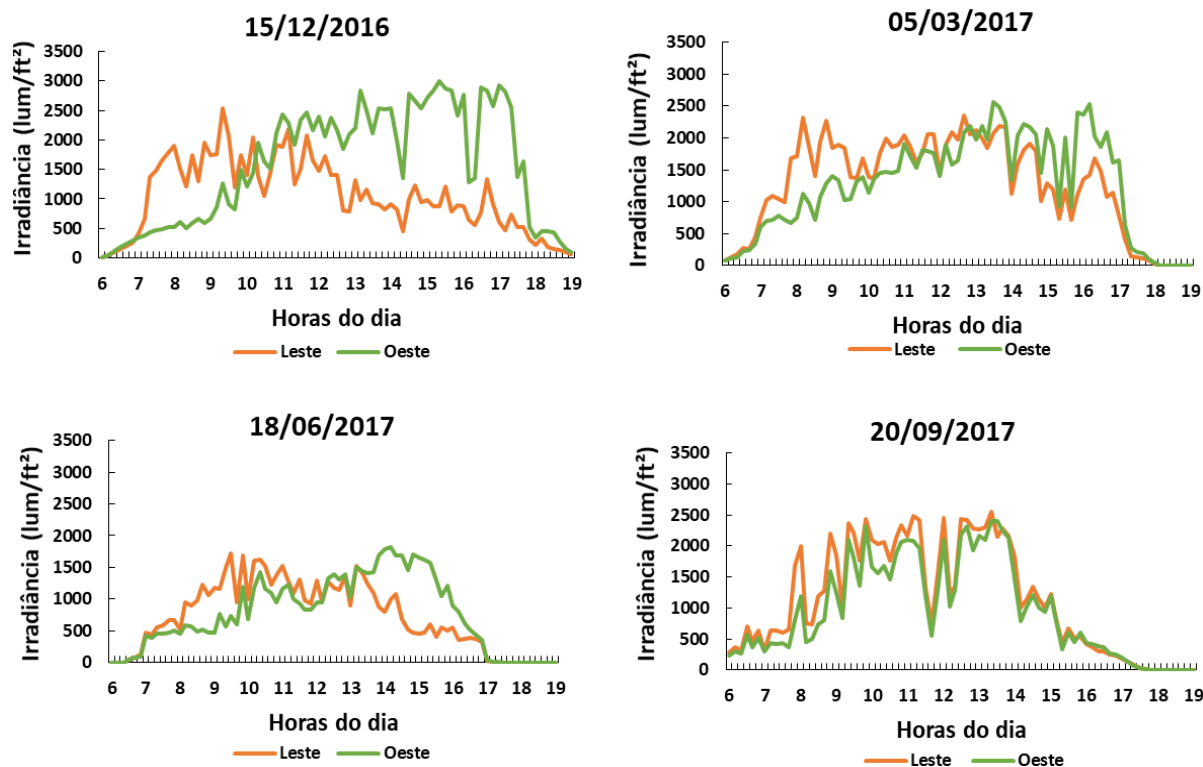 15/12/2016
Irradiância (lum/ft²)
3500
3000
2500
2000
1500
1000
500
0
6 7 8 9 10 11 12 13 14 15 16 17 18 19
Horas do dia
Leste Oeste
05/03/2017
Irradiância (lum/ft²)
3500
3000
2500
2000
1500
1000
500
0
6 7 8 9 10 11 12 13 14 15 16 17 18 19
Horas do dia
Leste Oeste
18/06/2017
Irradiância (lum/ft²)
3500
3000
2500
2000
1500
1000
500
0
6 7 8 9 10 11 12 13 14 15 16 17 18 19
Horas do dia
Leste Oeste
20/09/2017
Irradiância (lum/ft²)
3500
3000
2500
2000
1500
1000
500
0
6 7 8 9 10 11 12 13 14 15 16 17 18 19
Horas do dia
Leste Oeste